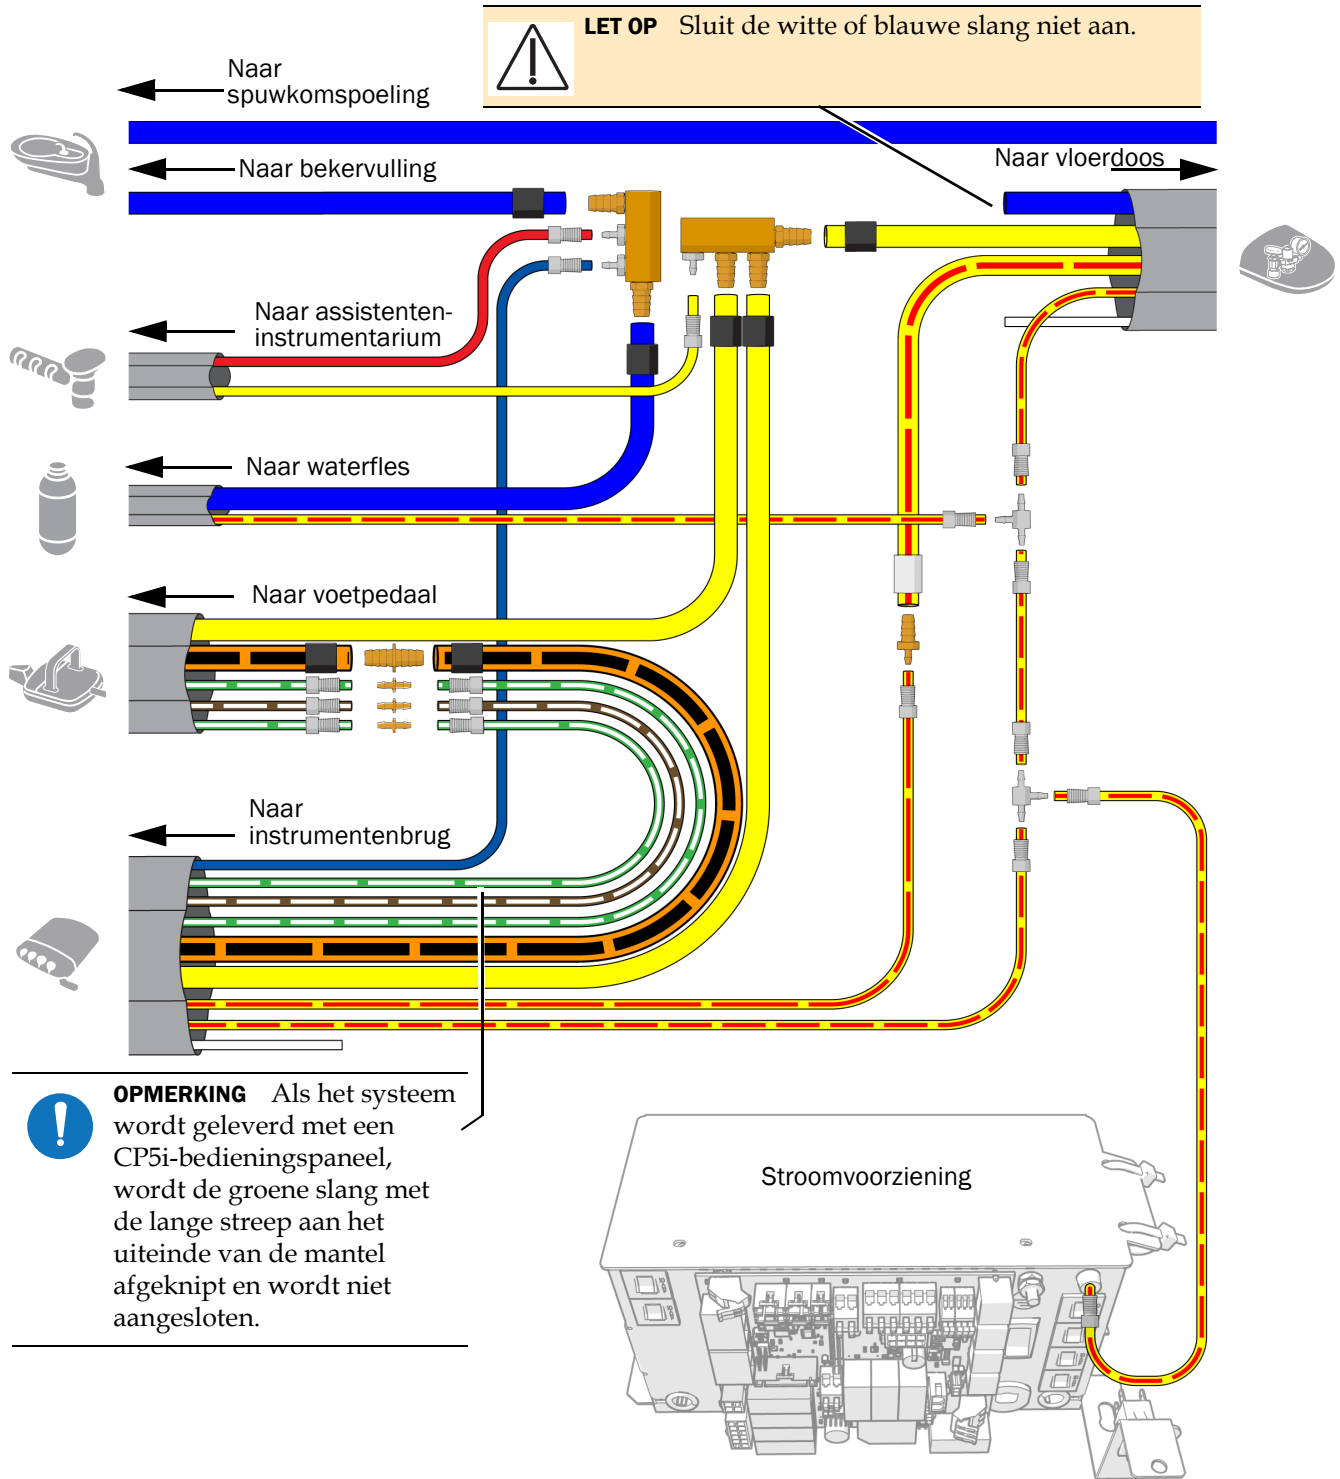 LET OP Sluit de witte of blauwe slang niet aan.
Naar
spuwkomspoeling
Naar vloerdoos
Naar bekervulling
Naar assistenten-
instrumentarium
Naar waterfles
Naar voetpedaal
Naar
instrumentenbrug
OPMERKING Als het systeem
wordt geleverd met een
CP5i-bedieningspaneel,
wordt de groene slang met
de lange streep aan het
uiteinde van de mantel
afgeknipt en wordt niet
aangesloten.
Stroomvoorziening